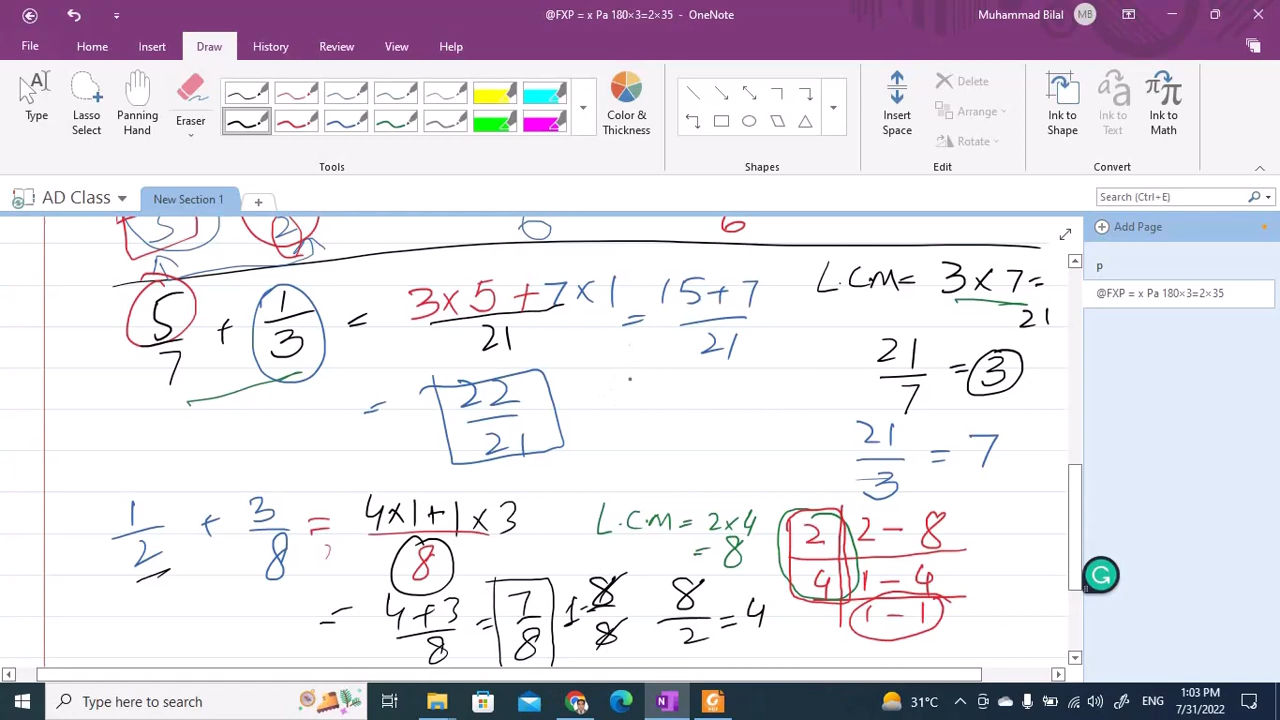 @FXP = x Pa 180×3=2×35 - OneNote
Muhammad Bilal MB
File Home Insert Draw History Review View Help
Type
Lasso Select
Panning Hand
Eraser
Color & Thickness
Insert Space
Delete
Arrange
Rotate
Ink to Shape
Ink to Text
Ink to Math
Tools Shapes Edit Convert
AD Class New Section 1
Search (Ctrl+E)
Add Page
p
@FXP = x Pa 180×3=2×35
5/7 + 1/3 = 3×5+7×1/21 = 15+7/21
= 22/21
L.CM= 3×7= 21
21/7 = 3
21/3 = 7
1/2 + 3/8 = 4×1+1×3/8
= 4+3/8 = 7/8
L.C.M = 2×4
= 8
8/8
8/2 = 4
2 2 – 8
4 1 – 4
1 – 1
Type here to search
31°C
ENG
1:03 PM
7/31/2022